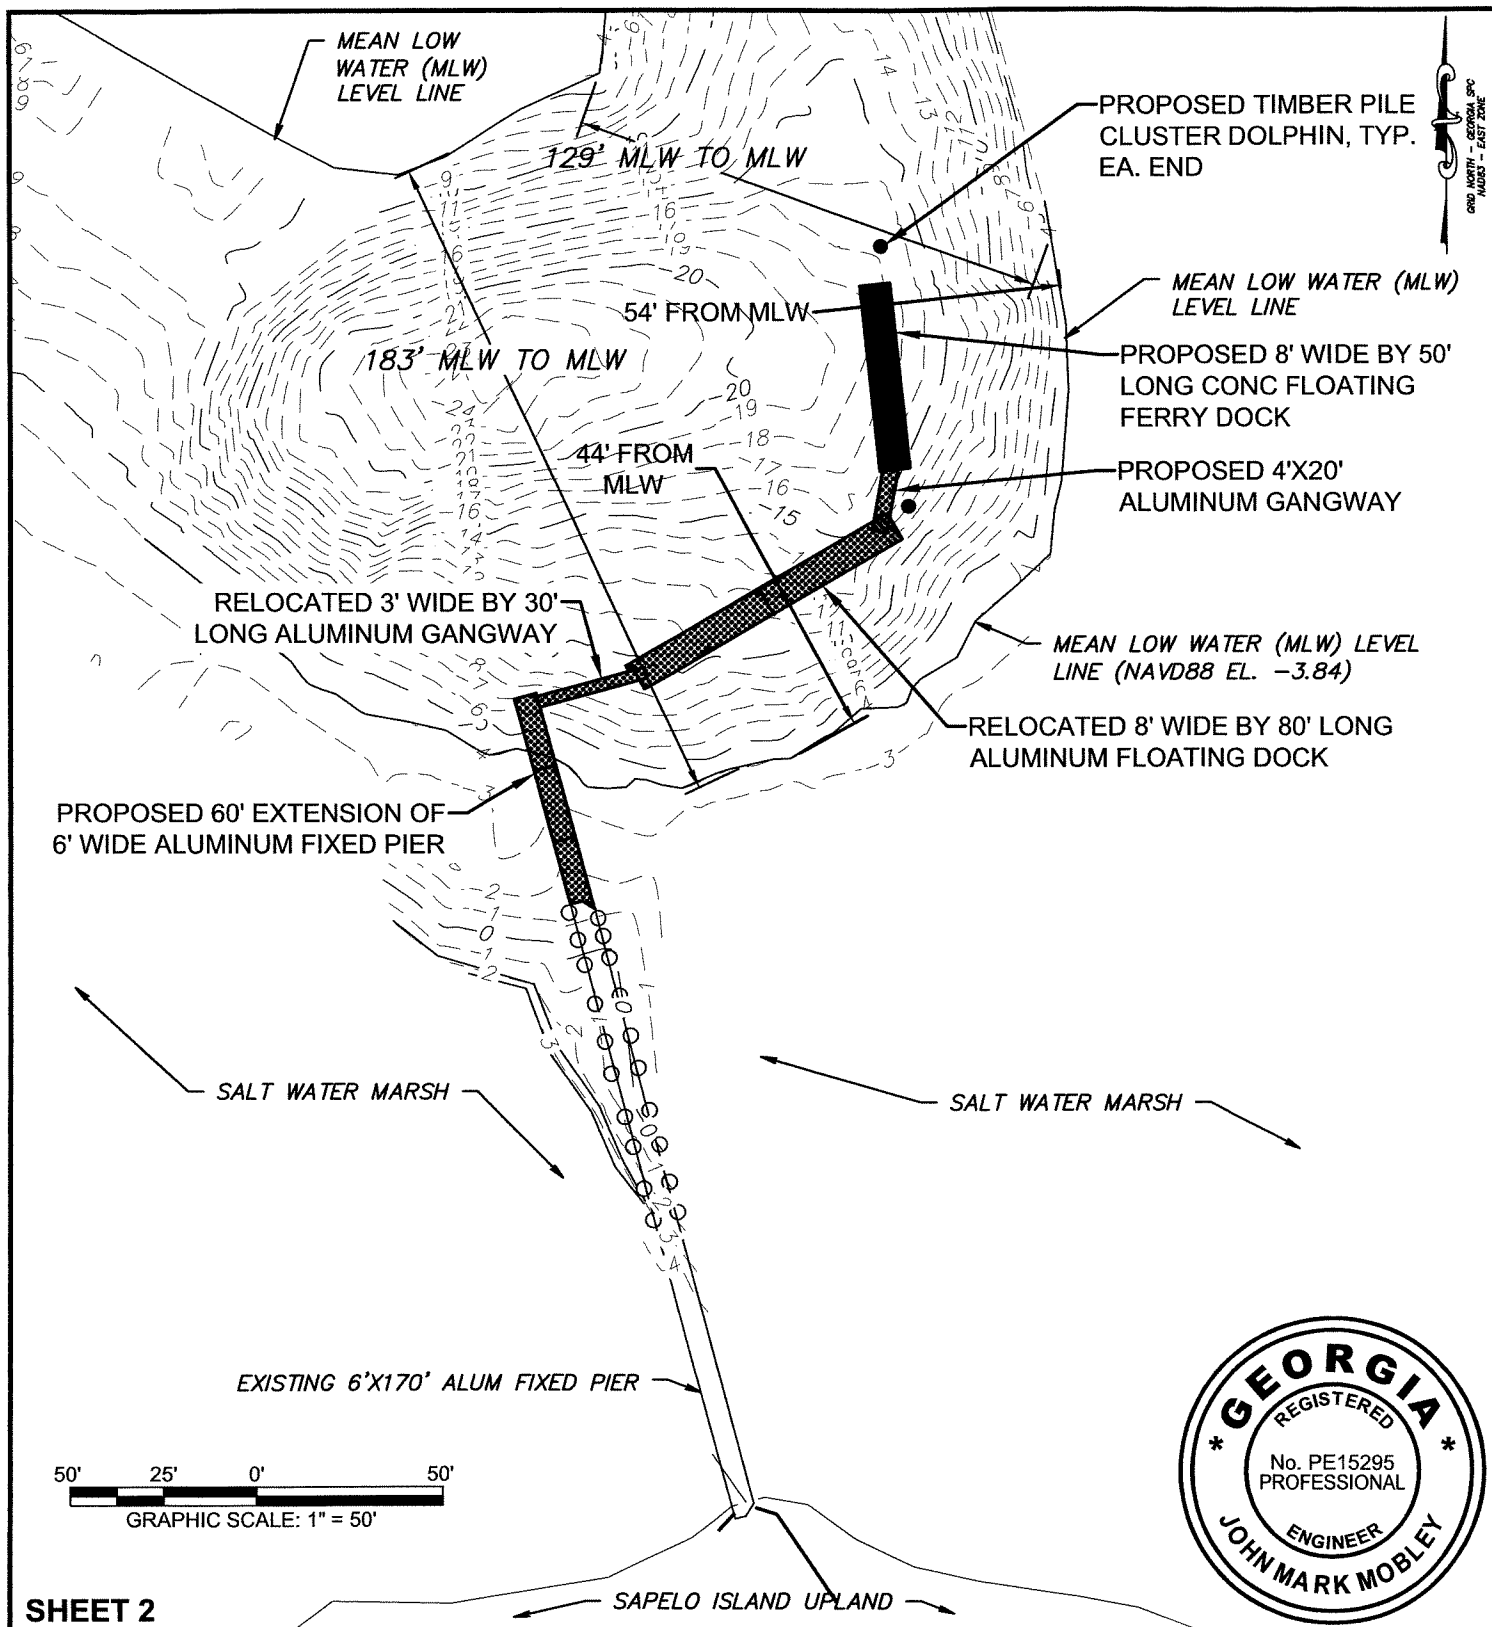 MEAN LOW
WATER (MLW)
LEVEL LINE
PROPOSED TIMBER PILE
CLUSTER DOLPHIN, TYP.
EA. END
GRID NORTH - GEORGIA SPC
NAD83 - EAST ZONE
129' MLW TO MLW
MEAN LOW WATER (MLW)
LEVEL LINE
54' FROM MLW
183' MLW TO MLW
PROPOSED 8' WIDE BY 50'
LONG CONC FLOATING
FERRY DOCK
44' FROM
MLW
PROPOSED 4'X20'
ALUMINUM GANGWAY
RELOCATED 3' WIDE BY 30'
LONG ALUMINUM GANGWAY
MEAN LOW WATER (MLW) LEVEL
LINE (NAVD88 EL. -3.84)
RELOCATED 8' WIDE BY 80' LONG
ALUMINUM FLOATING DOCK
PROPOSED 60' EXTENSION OF
6' WIDE ALUMINUM FIXED PIER
SALT WATER MARSH
SALT WATER MARSH
EXISTING 6'X170' ALUM FIXED PIER
50' 25' 0' 50'
GRAPHIC SCALE: 1" = 50'
* GEORGIA *
REGISTERED
No. PE15295
PROFESSIONAL
ENGINEER
JOHN MARK MOBLEY
SAPELO ISLAND UPLAND
SHEET 2